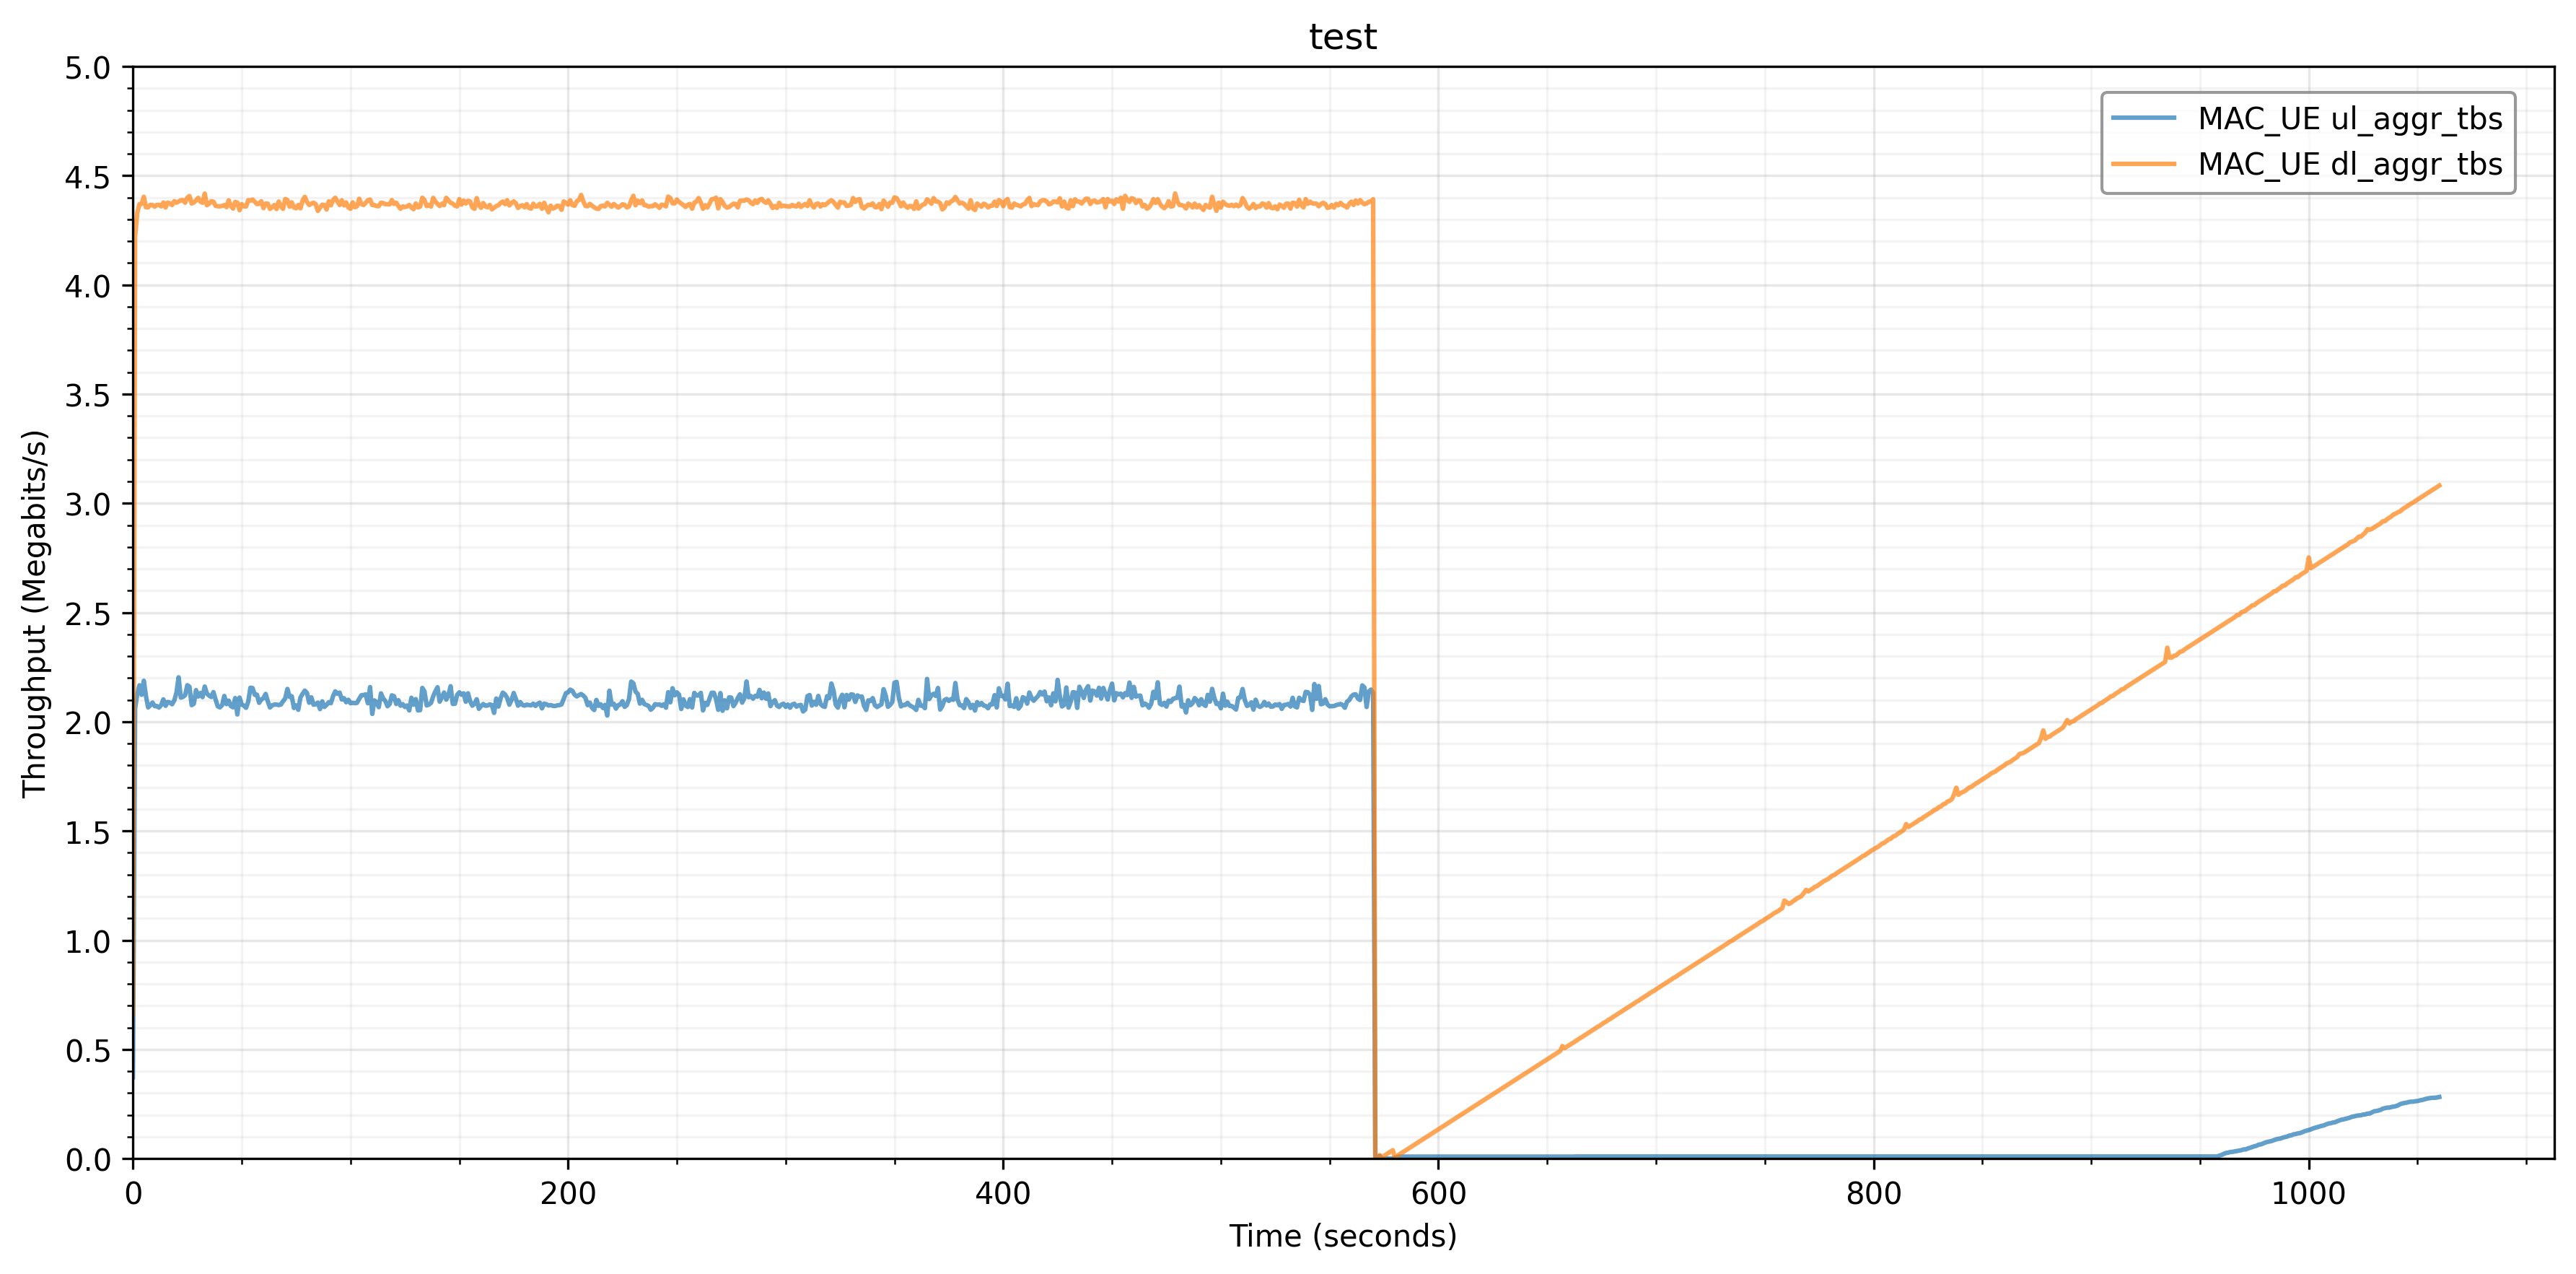 test
5.0
4.5
4.0
3.5
3.0
2.5
2.0
1.5
1.0
0.5
0.0
Throughput (Megabits/s)
MAC_UE ul_aggr_tbs
MAC_UE dl_aggr_tbs
0 200 400 600 800 1000
Time (seconds)